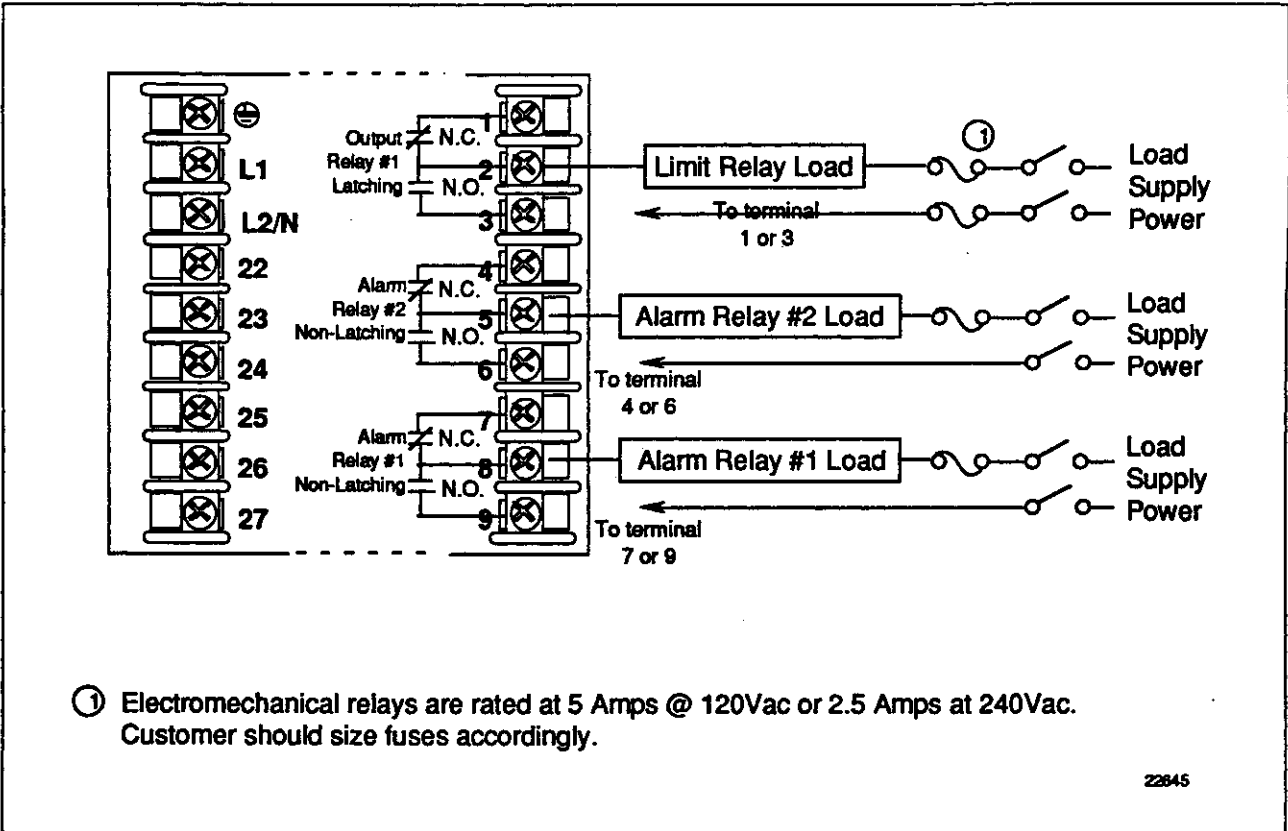 L1
L2/N
22
23
24
25
26
27
Output
Relay #1
Latching
N.C.
N.O.
1
2
3
Alarm
Relay #2
Non-Latching
N.C.
N.O.
4
5
6
Alarm
Relay #1
Non-Latching
N.C.
N.O.
7
8
9
Limit Relay Load
1
Load
Supply
Power
To terminal
1 or 3
Alarm Relay #2 Load
Load
Supply
Power
To terminal
4 or 6
Alarm Relay #1 Load
Load
Supply
Power
To terminal
7 or 9
1 Electromechanical relays are rated at 5 Amps @ 120Vac or 2.5 Amps at 240Vac.
Customer should size fuses accordingly.
22645